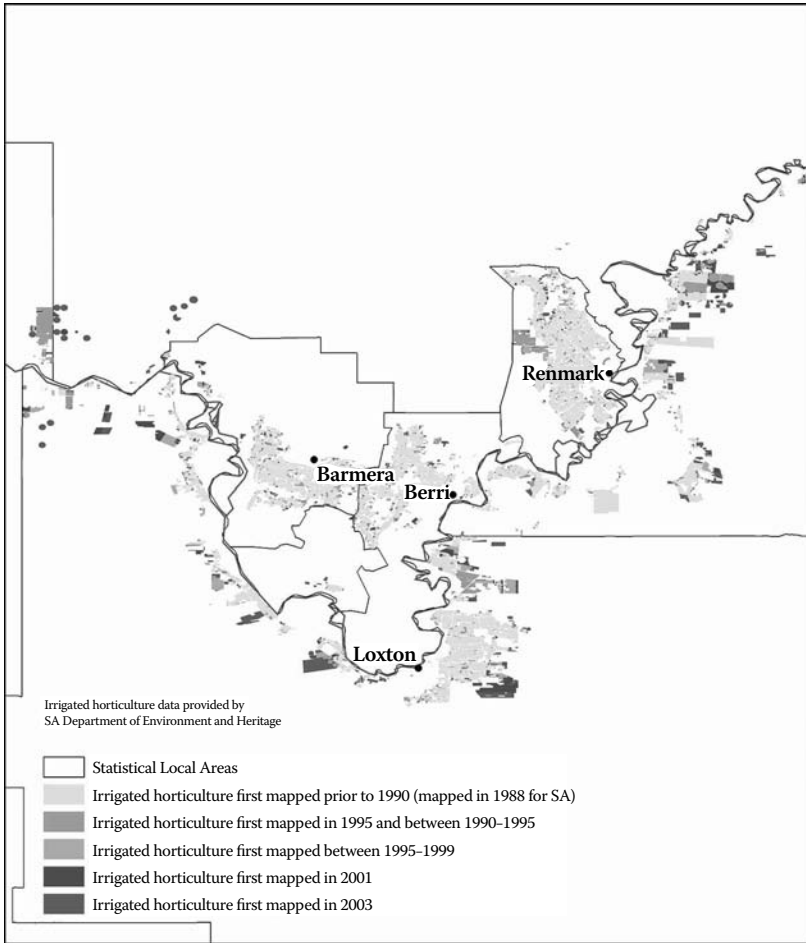 Renmark
Barmera
Berri
Loxton
Irrigated horticulture data provided by
SA Department of Environment and Heritage
Statistical Local Areas
Irrigated horticulture first mapped prior to 1990 (mapped in 1988 for SA)
Irrigated horticulture first mapped in 1995 and between 1990–1995
Irrigated horticulture first mapped between 1995–1999
Irrigated horticulture first mapped in 2001
Irrigated horticulture first mapped in 2003